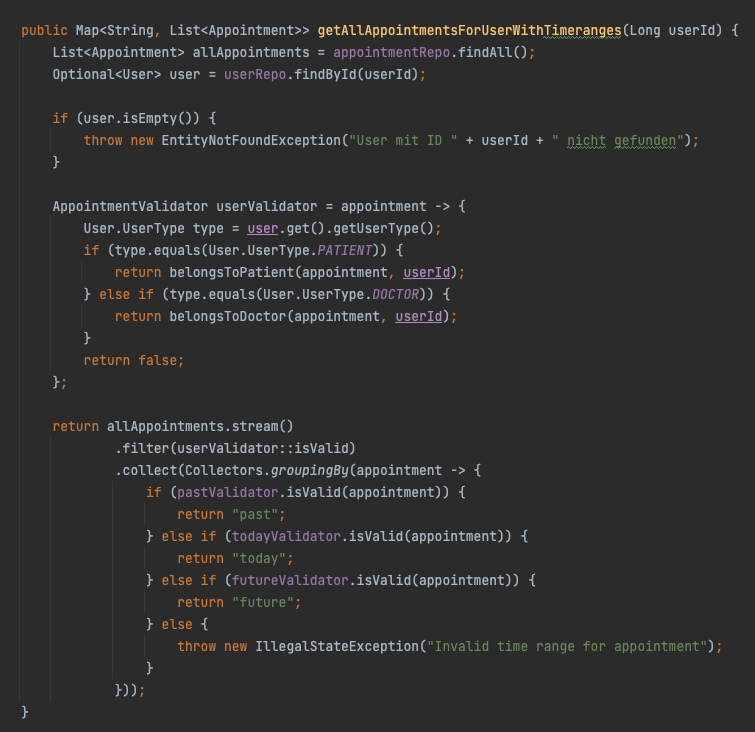 public Map<String, List<Appointment>> getAllAppointmentsForUserWithTimeranges(Long userId) {
    List<Appointment> allAppointments = appointmentRepo.findAll();
    Optional<User> user = userRepo.findById(userId);

    if (user.isEmpty()) {
        throw new EntityNotFoundException("User mit ID " + userId + " nicht gefunden");
    }

    AppointmentValidator userValidator = appointment -> {
        User.UserType type = user.get().getUserType();
        if (type.equals(User.UserType.PATIENT)) {
            return belongsToPatient(appointment, userId);
        } else if (type.equals(User.UserType.DOCTOR)) {
            return belongsToDoctor(appointment, userId);
        }
        return false;
    };

    return allAppointments.stream()
            .filter(userValidator::isValid)
            .collect(Collectors.groupingBy(appointment -> {
                if (pastValidator.isValid(appointment)) {
                    return "past";
                } else if (todayValidator.isValid(appointment)) {
                    return "today";
                } else if (futureValidator.isValid(appointment)) {
                    return "future";
                } else {
                    throw new IllegalStateException("Invalid time range for appointment");
                }
            }));
}